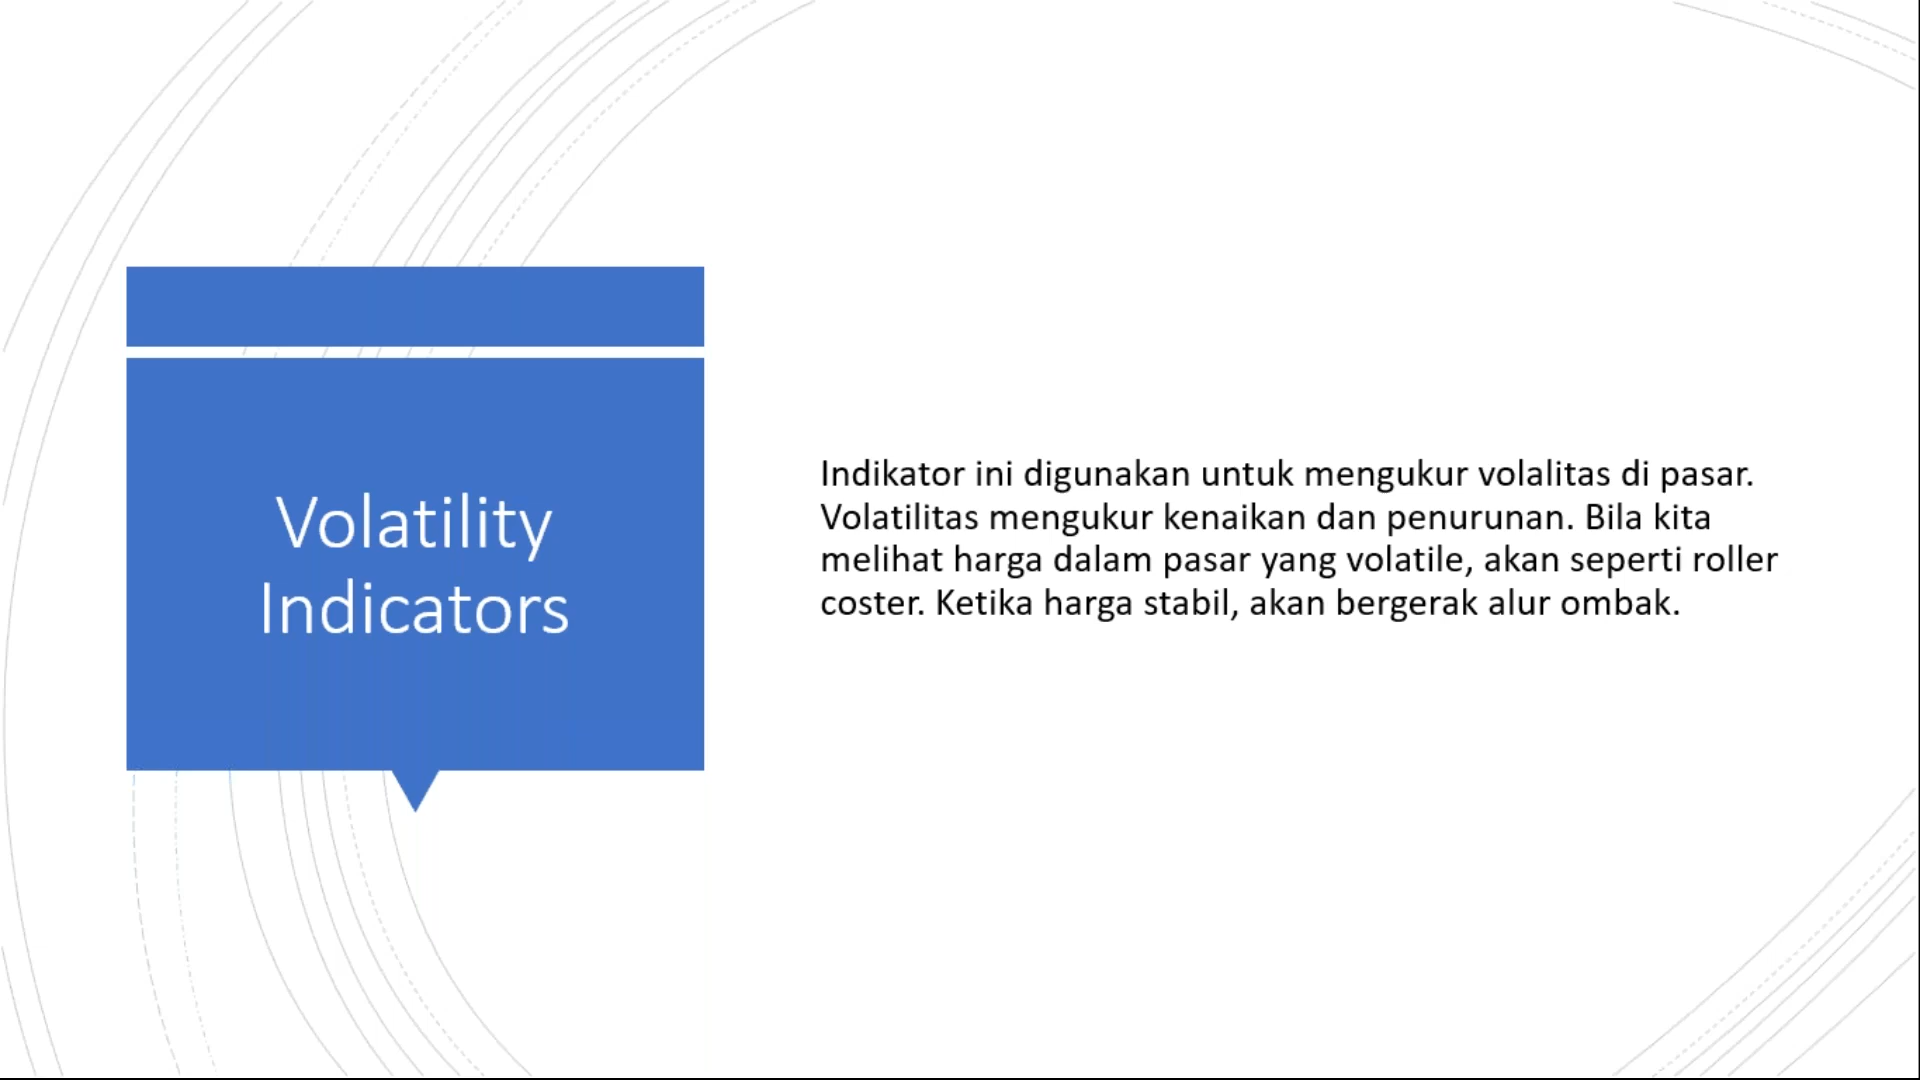 Volatility
Indicators
Indikator ini digunakan untuk mengukur volalitas di pasar.
Volatilitas mengukur kenaikan dan penurunan. Bila kita
melihat harga dalam pasar yang volatile, akan seperti roller
coster. Ketika harga stabil, akan bergerak alur ombak.